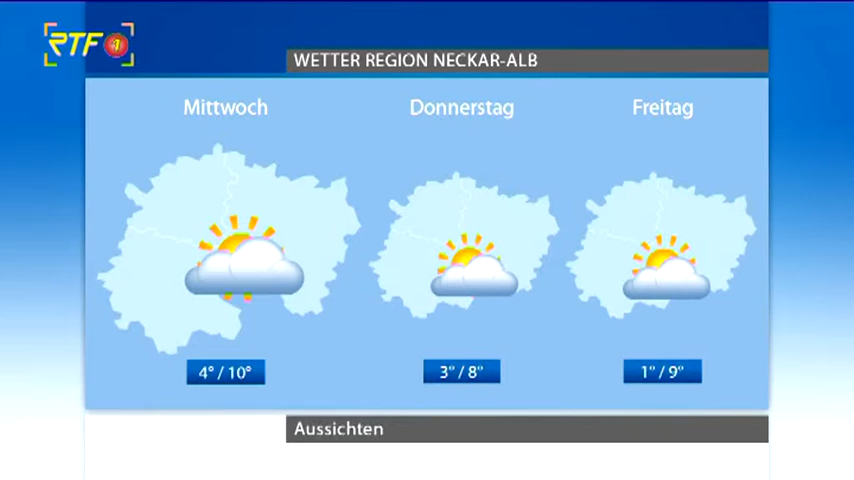 RTF 1
WETTER REGION NECKAR-ALB
Mittwoch
Donnerstag
Freitag
4° / 10°
3° / 8°
1° / 9°
Aussichten